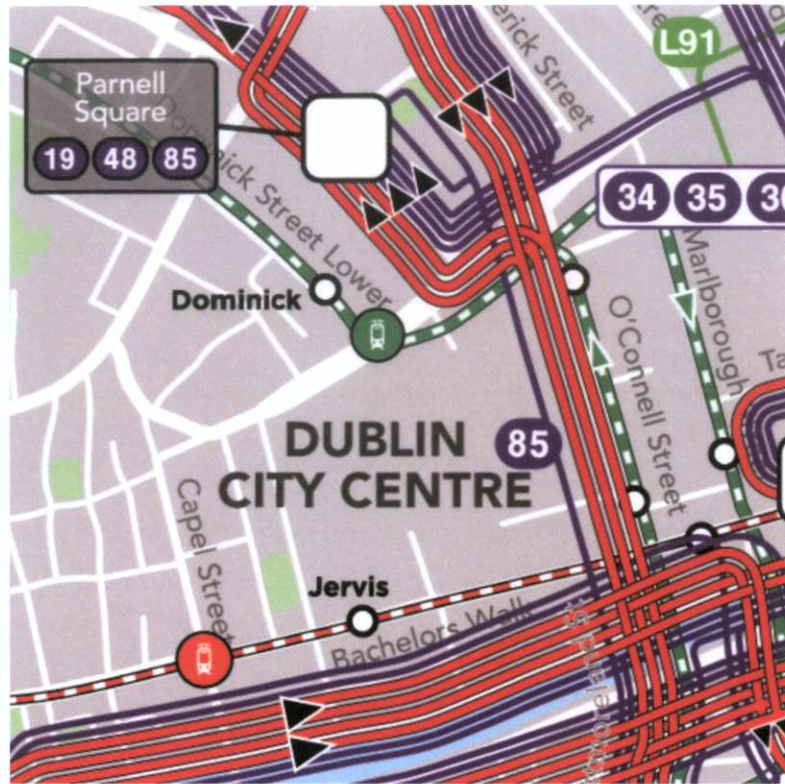 L91
Parnell
Square
19 48 85
34 35
Dominick Street Lower
Marlborough
Dominick
O'Connell Street
DUBLIN
CITY CENTRE
85
Capel Street
Jervis
Bachelors Walk